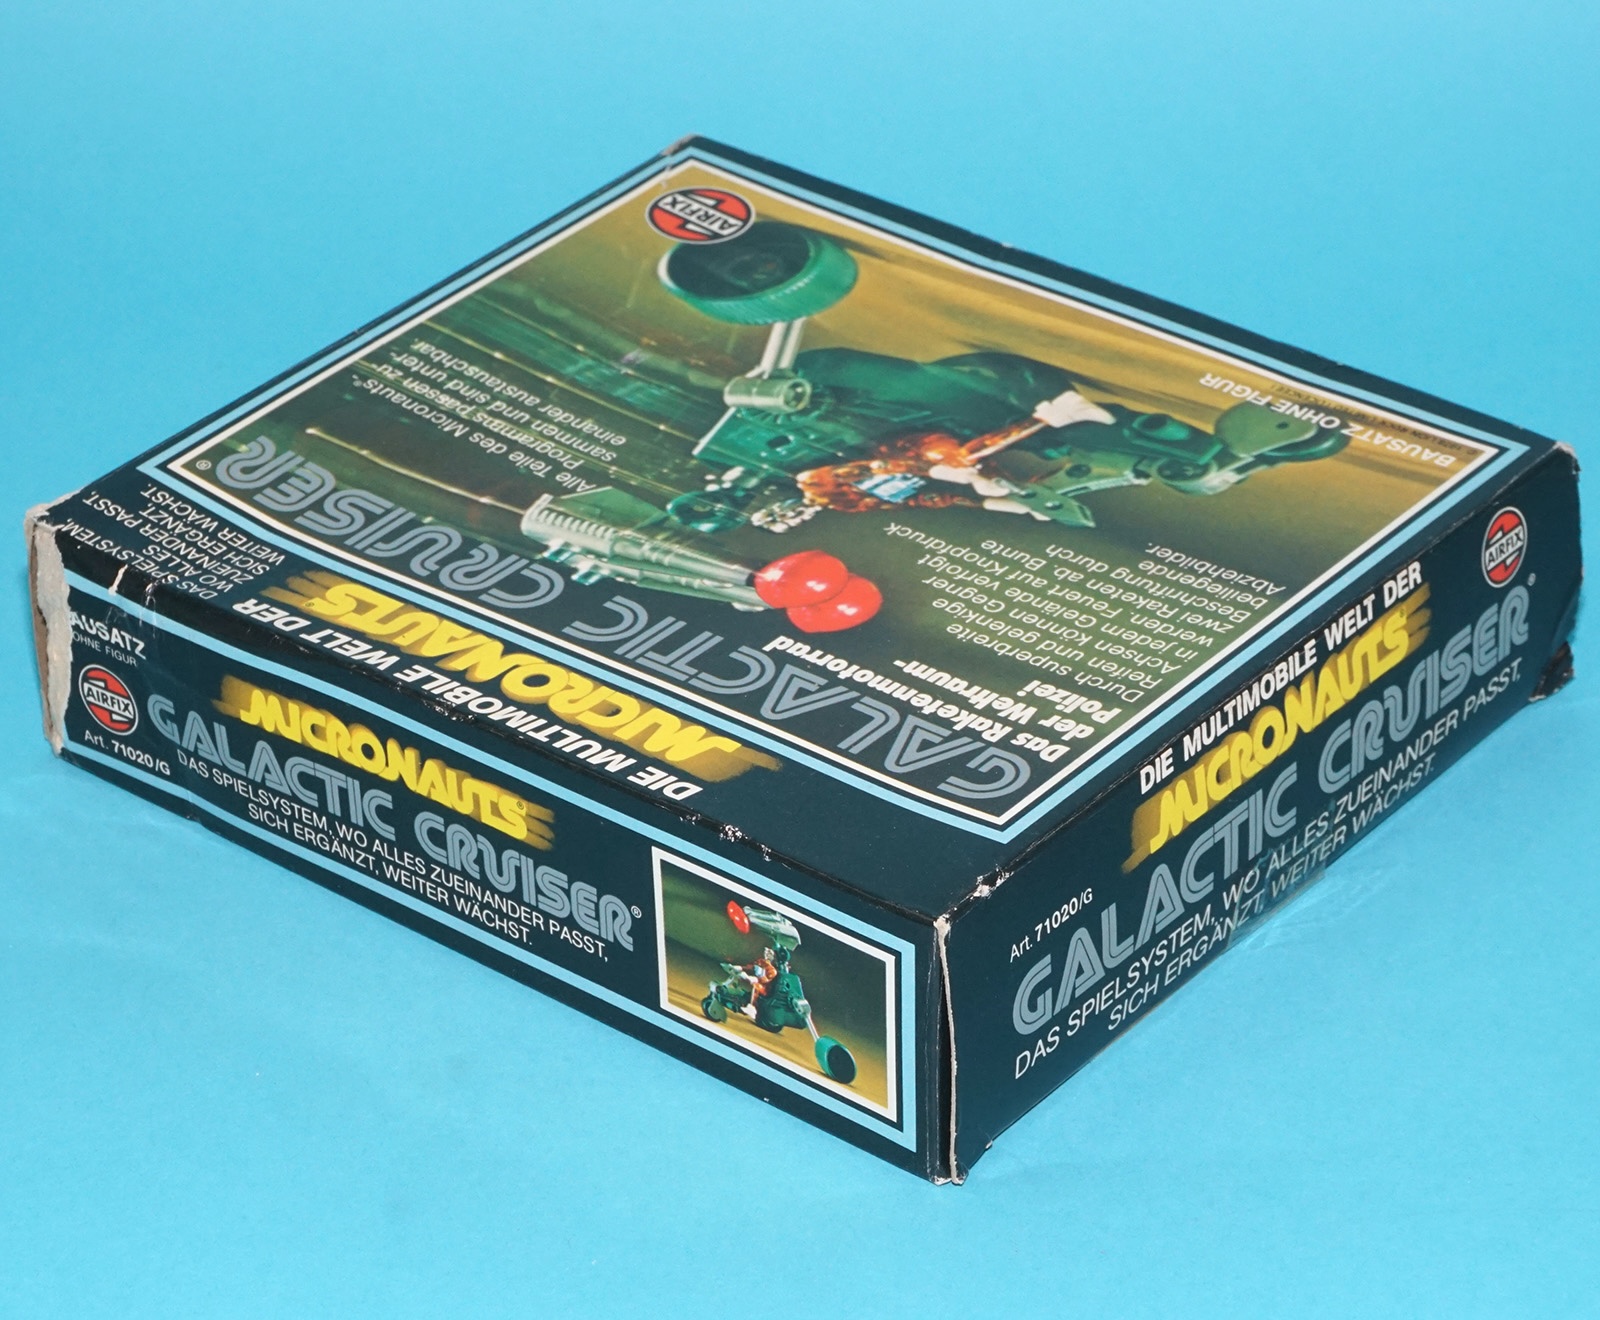 AIRFIX
DIE MULTIMOBILE WELT DER
MICRONAUTS®
GALACTIC CRUISER®
DAS SPIELSYSTEM,
WO ALLES
ZUEINANDER PASST,
SICH ERGÄNZT,
WEITER WÄCHST.
Das Raketenmotorrad
der Weltraum-
polizei
Durch superbreite
Reifen und gelenkige
Achsen können Gegner
in jedem Gelände verfolgt
werden. Feuert auf Knopfdruck
zwei Raketen ab. Bunte
Beschriftung durch
beiliegende
Abziehbilder.
Alle Teile des Micronauts®-
Programms passen zu-
sammen und sind unter-
einander austauschbar.
BAUSATZ OHNE FIGUR
AUSATZ
OHNE FIGUR
AIRFIX
Art. 71020/G
MICRONAUTS®
GALACTIC CRUISER®
DAS SPIELSYSTEM, WO ALLES ZUEINANDER PASST,
SICH ERGÄNZT, WEITER WÄCHST.
DIE MULTIMOBILE WELT DER
AIRFIX
MICRONAUTS®
Art. 71020/G
GALACTIC CRUISER®
DAS SPIELSYSTEM, WO ALLES ZUEINANDER PASST,
SICH ERGÄNZT, WEITER WÄCHST.